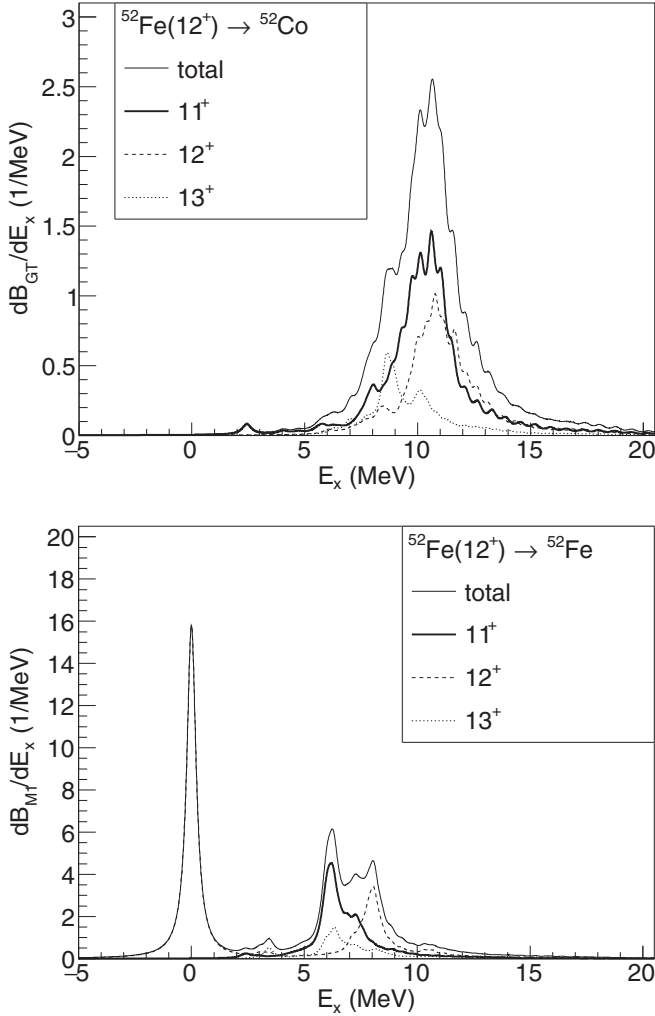 3
2.5
2
1.5
1
0.5
0
dB_GT/dE_x (1/MeV)
⁵²Fe(12⁺) → ⁵²Co
total
11⁺
12⁺
13⁺
−5 0 5 10 15 20
E_x (MeV)
20
18
16
14
12
10
8
6
4
2
0
dB_M1/dE_x (1/MeV)
⁵²Fe(12⁺) → ⁵²Fe
total
11⁺
12⁺
13⁺
−5 0 5 10 15 20
E_x (MeV)